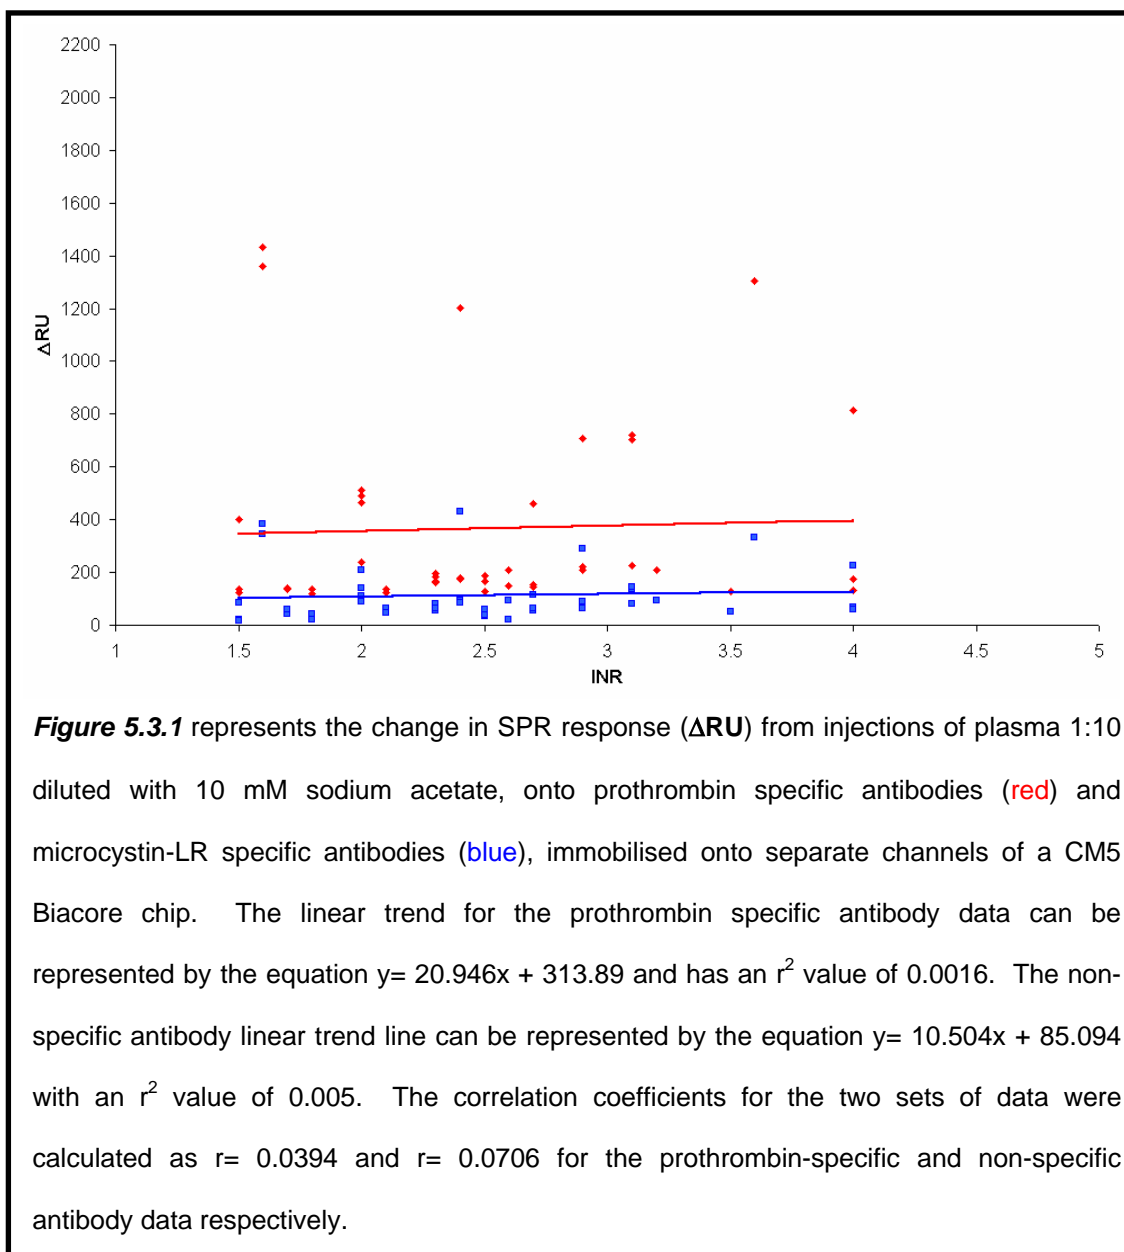 2200
2000
1800
1600
1400
1200
1000
800
600
400
200
0
ΔRU
1 1.5 2 2.5 3 3.5 4 4.5 5
INR
Figure 5.3.1 represents the change in SPR response (ΔRU) from injections of plasma 1:10
diluted with 10 mM sodium acetate, onto prothrombin specific antibodies (red) and
microcystin-LR specific antibodies (blue), immobilised onto separate channels of a CM5
Biacore chip. The linear trend for the prothrombin specific antibody data can be
represented by the equation y= 20.946x + 313.89 and has an r² value of 0.0016. The non-
specific antibody linear trend line can be represented by the equation y= 10.504x + 85.094
with an r² value of 0.005. The correlation coefficients for the two sets of data were
calculated as r= 0.0394 and r= 0.0706 for the prothrombin-specific and non-specific
antibody data respectively.